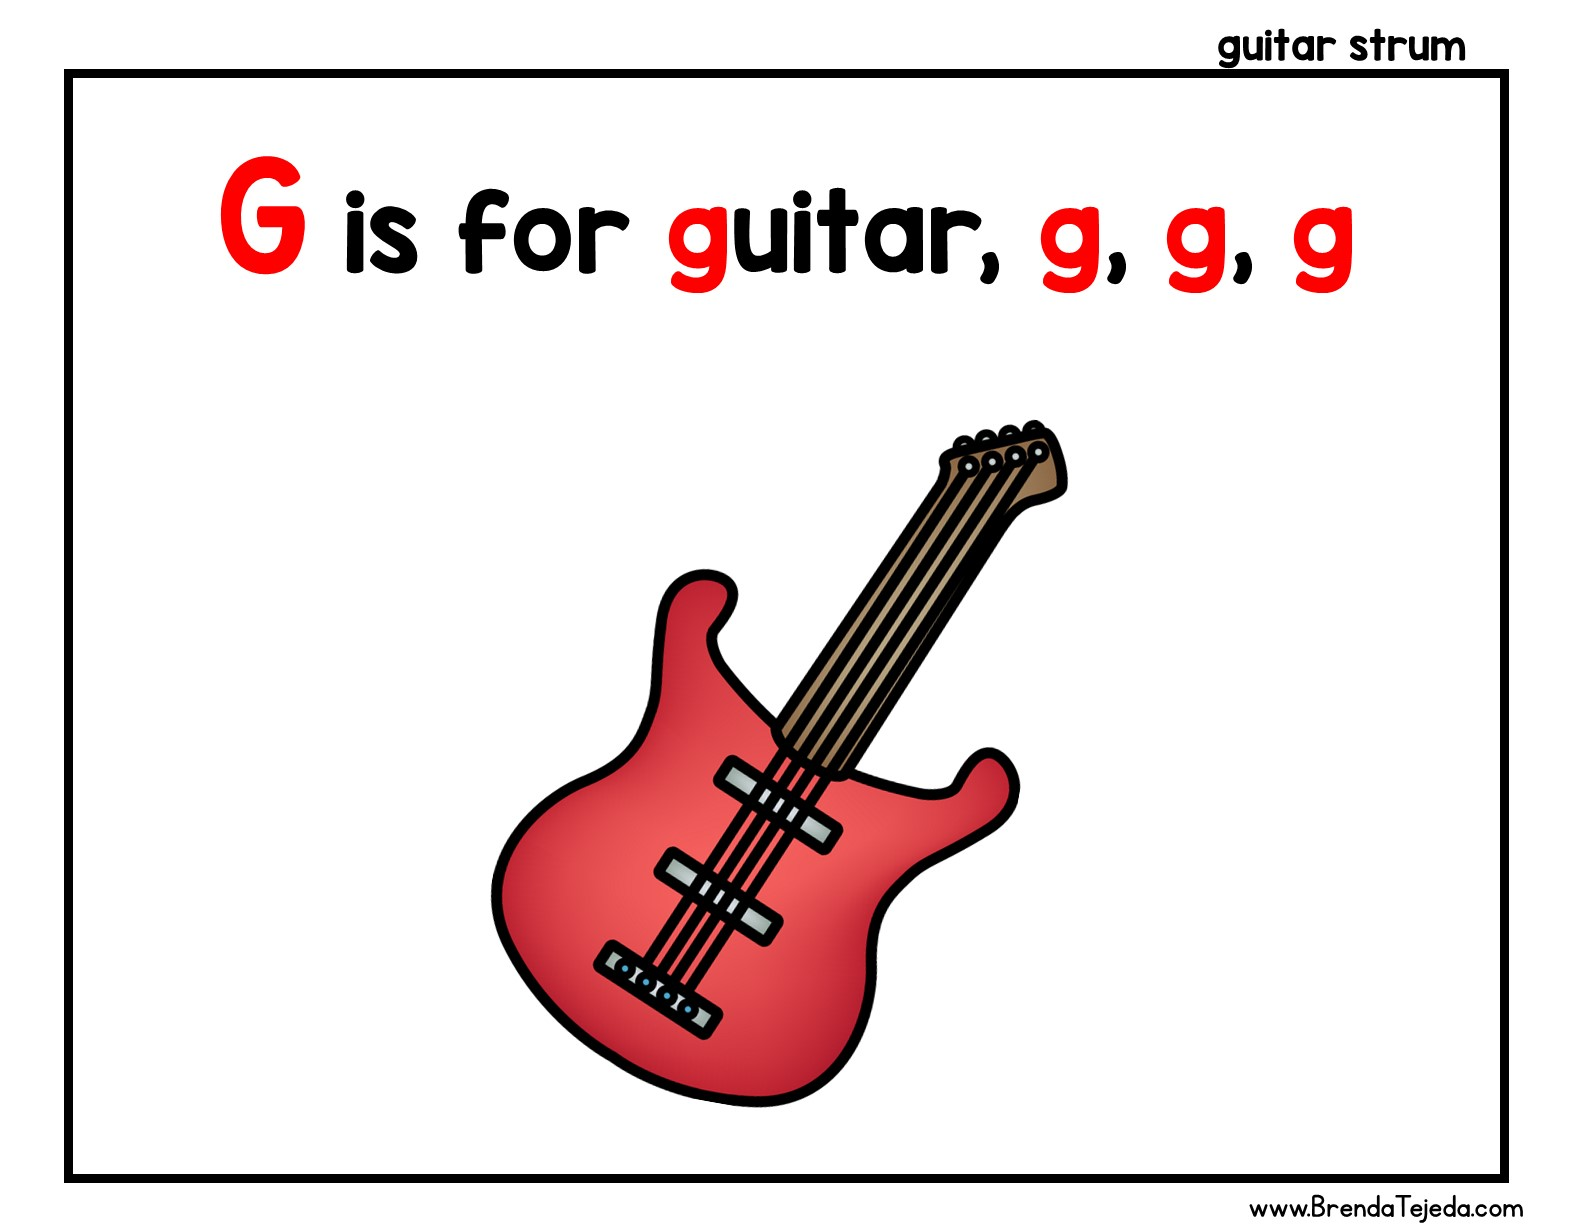 guitar strum
G is for guitar, g, g, g
www.BrendaTejeda.com